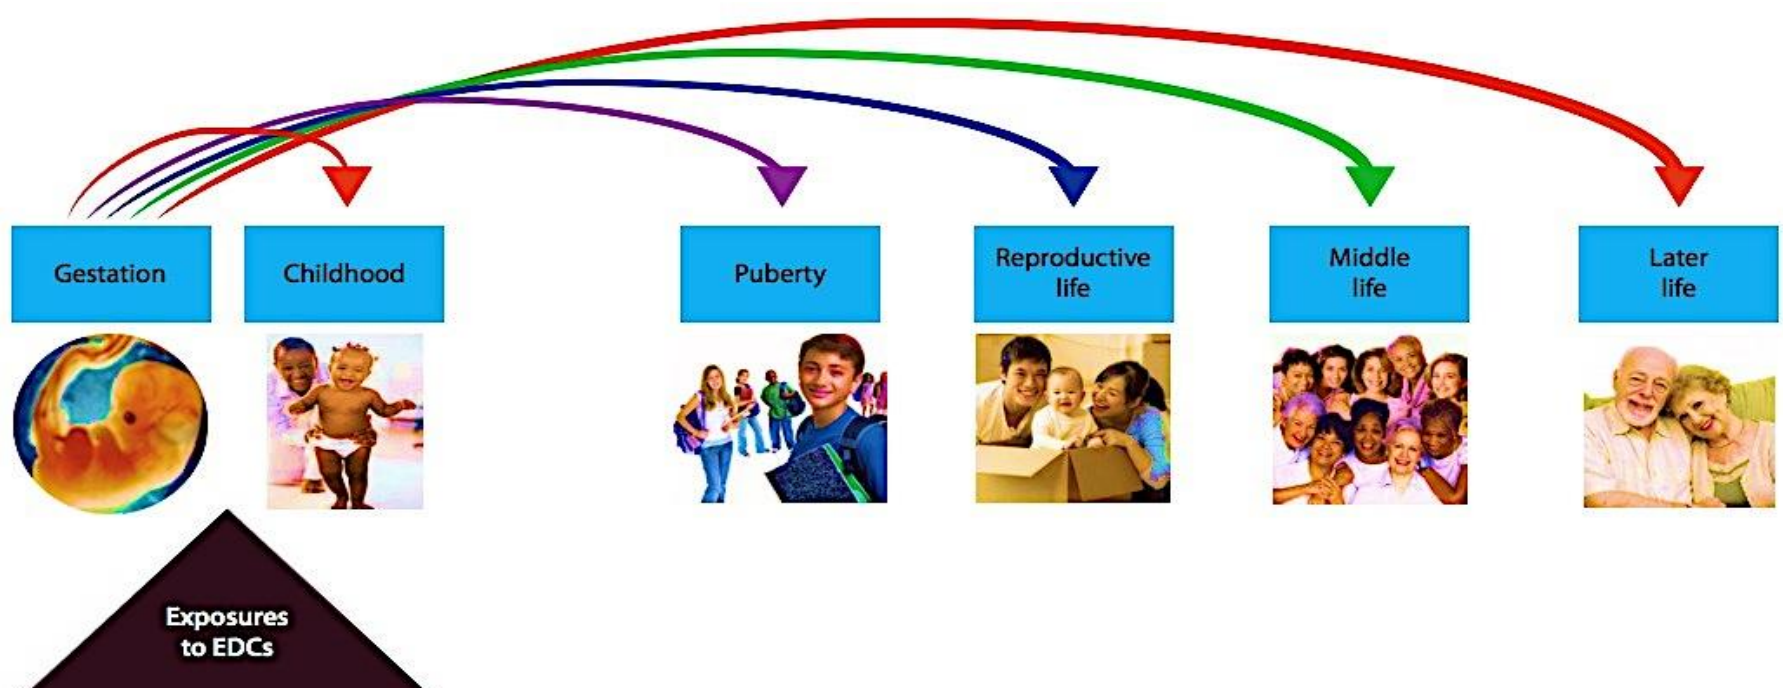 Gestation
Childhood
Puberty
Reproductive
life
Middle
life
Later
life
Exposures
to EDCs